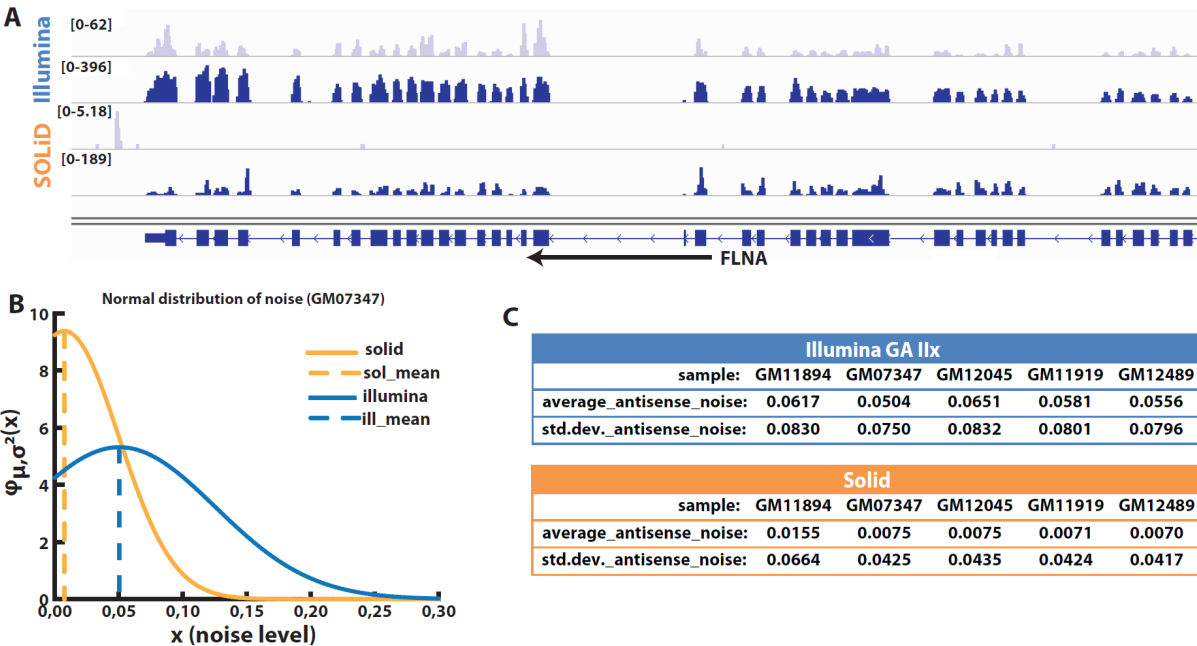 A
Illumina
[0-62]
[0-396]
SOLiD
[0-5.18]
[0-189]
FLNA
B
Normal distribution of noise (GM07347)
φμ,σ²(x)
10
8
6
4
2
0
0,00 0,05 0,10 0,15 0,20 0,25 0,30
x (noise level)
solid
sol_mean
illumina
ill_mean
C
Illumina GA IIx
sample: GM11894 GM07347 GM12045 GM11919 GM12489
average_antisense_noise: 0.0617 0.0504 0.0651 0.0581 0.0556
std.dev._antisense_noise: 0.0830 0.0750 0.0832 0.0801 0.0796
Solid
sample: GM11894 GM07347 GM12045 GM11919 GM12489
average_antisense_noise: 0.0155 0.0075 0.0075 0.0071 0.0070
std.dev._antisense_noise: 0.0664 0.0425 0.0435 0.0424 0.0417